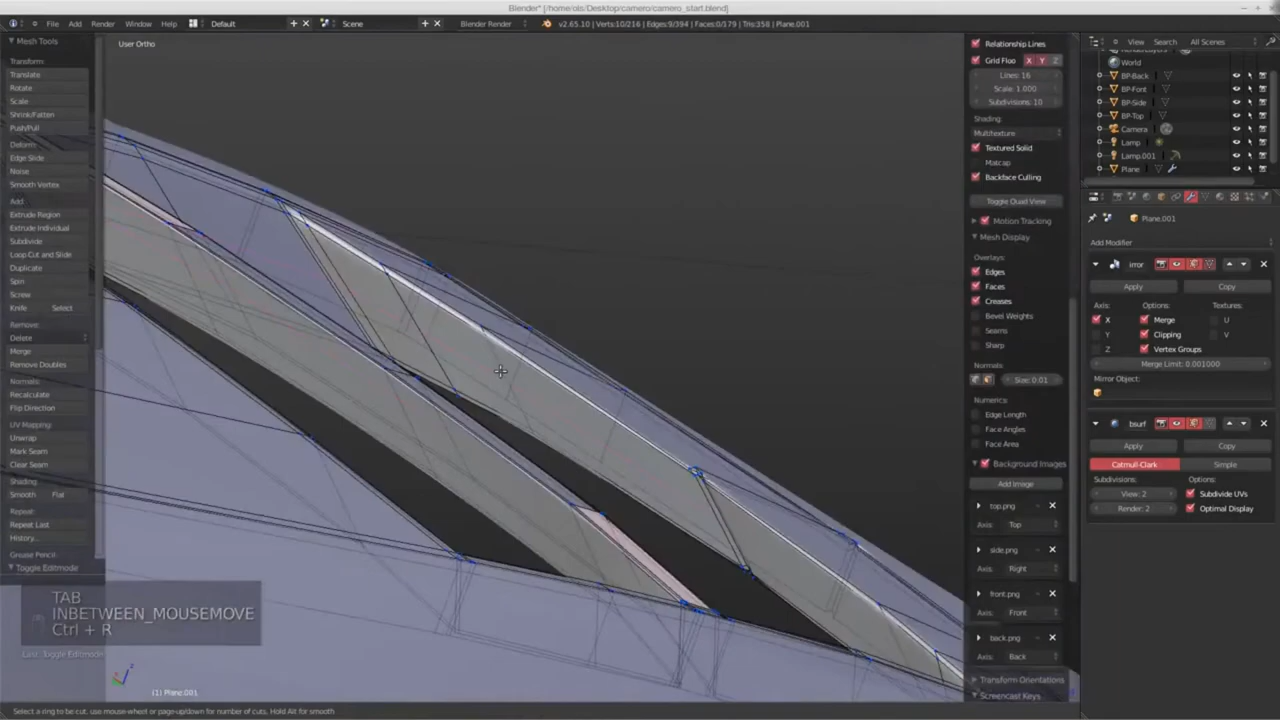 Blender* [/home/ols/Desktop/camero/camero_start.blend]
File Add Render Window Help
Default
Scene
Blender Render
v2.65.10 | Verts:10/216 | Edges:9/394 | Faces:0/179 | Tris:358 | Plane.001
Mesh Tools
Transform:
Translate
Rotate
Scale
Shrink/Fatten
Push/Pull
Deform:
Edge Slide
Noise
Smooth Vertex
Add:
Extrude Region
Extrude Individual
Subdivide
Loop Cut and Slide
Duplicate
Spin
Screw
Knife Select
Remove:
Delete
Merge
Remove Doubles
Normals:
Recalculate
Flip Direction
UV Mapping:
Unwrap
Mark Seam
Clear Seam
Shading:
Smooth Flat
Repeat:
Repeat Last
History...
Grease Pencil:
Toggle Editmode
User Ortho
TAB
INBETWEEN_MOUSEMOVE
Ctrl + R
Last: Toggle Editmode
(1) Plane.001
Select a ring to be cut, use mouse-wheel or page-up/down for number of cuts, Hold Alt for smooth
Relationship Lines
Grid Floo X Y Z
Lines: 16
Scale: 1.000
Subdivisions: 10
Shading:
Multitexture
Textured Solid
Matcap
Backface Culling
Toggle Quad View
Motion Tracking
Mesh Display
Overlays:
Edges
Faces
Creases
Bevel Weights
Seams
Sharp
Normals:
Size: 0.01
Numerics:
Edge Length
Face Angles
Face Area
Background Images
Add Image
top.png
Axis: Top
side.png
Axis: Right
front.png
Axis: Front
back.png
Axis: Back
Transform Orientations
Screencast Keys
View Search All Scenes
World
BP-Back
BP-Font
BP-Side
BP-Top
Camera
Lamp
Lamp.001
Plane
Plane.001
Add Modifier
irror
Apply Copy
Axis: Options: Textures:
X Merge U
Y Clipping V
Z Vertex Groups
Merge Limit: 0.001000
Mirror Object:
bsurf
Apply Copy
Catmull-Clark Simple
Subdivisions: Options:
View: 2 Subdivide UVs
Render: 2 Optimal Display